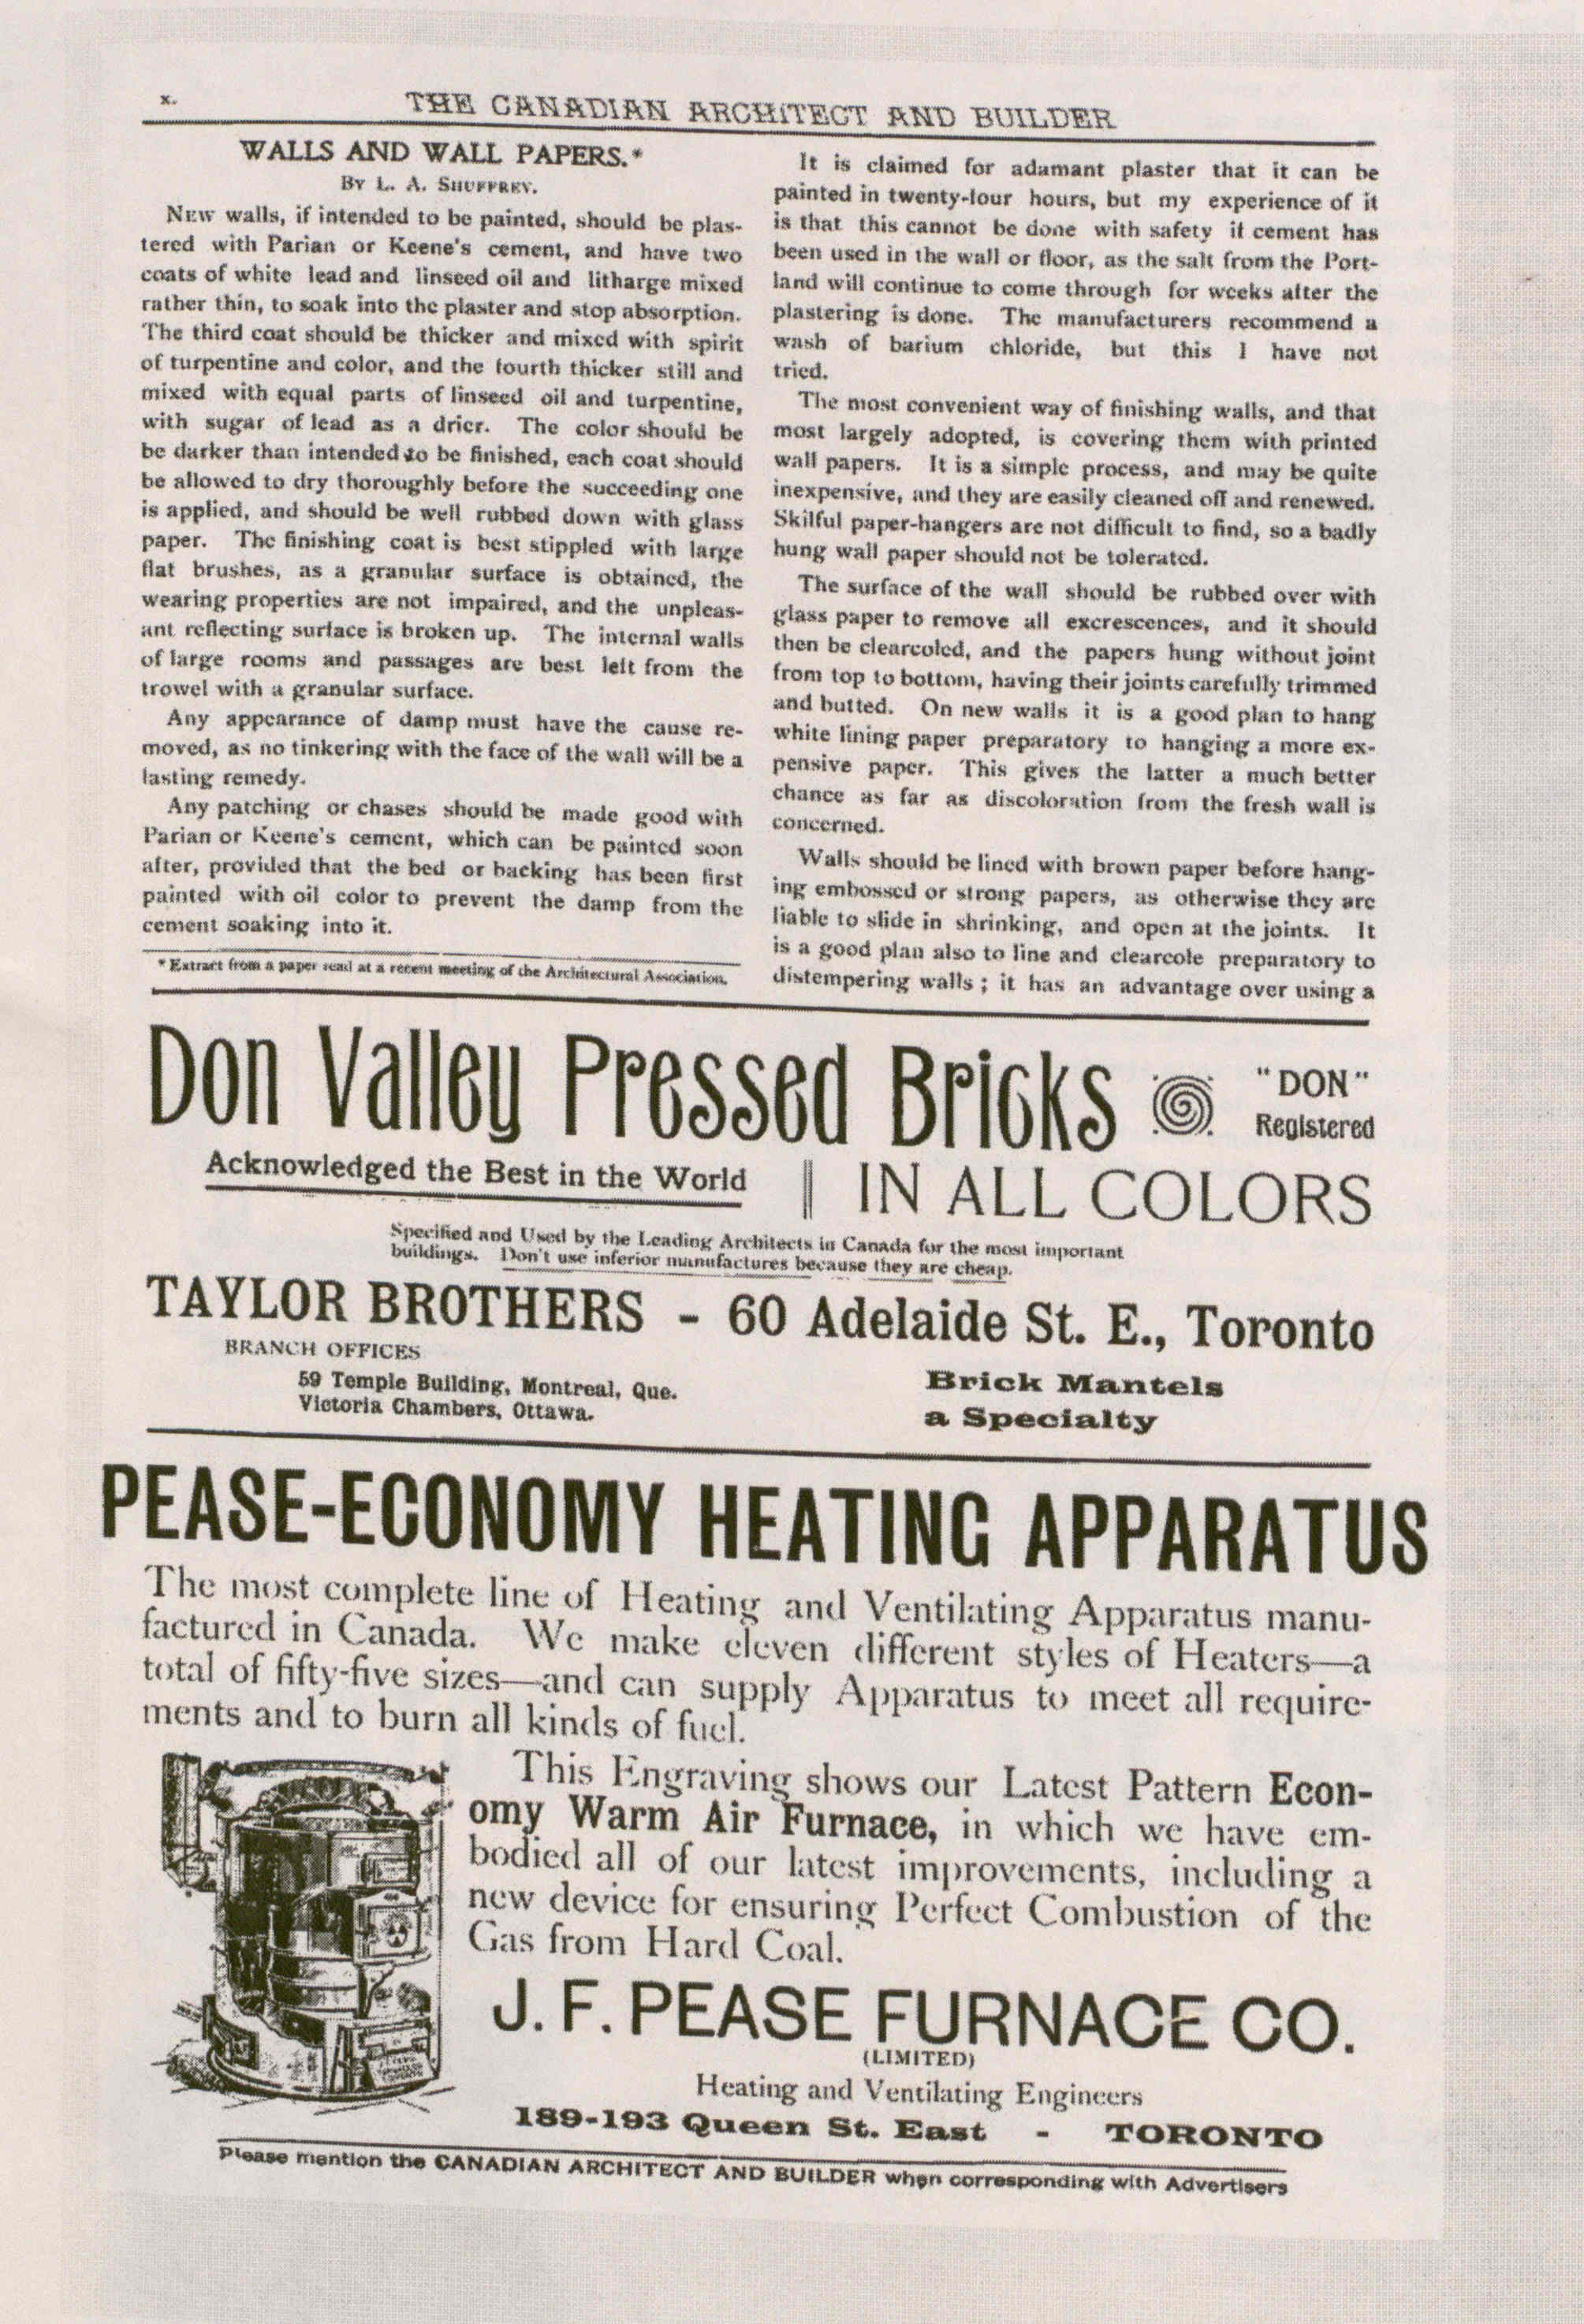 x.
THE CANADIAN ARCHITECT AND BUILDER
WALLS AND WALL PAPERS.*
BY L. A. SHUFFREY.
NEW walls, if intended to be painted, should be plas-
tered with Parian or Keene's cement, and have two
coats of white lead and linseed oil and litharge mixed
rather thin, to soak into the plaster and stop absorption.
The third coat should be thicker and mixed with spirit
of turpentine and color, and the fourth thicker still and
mixed with equal parts of linseed oil and turpentine,
with sugar of lead as a drier. The color should be
be darker than intended to be finished, each coat should
be allowed to dry thoroughly before the succeeding one
is applied, and should be well rubbed down with glass
paper. The finishing coat is best stippled with large
flat brushes, as a granular surface is obtained, the
wearing properties are not impaired, and the unpleas-
ant reflecting surface is broken up. The internal walls
of large rooms and passages are best left from the
trowel with a granular surface.
Any appearance of damp must have the cause re-
moved, as no tinkering with the face of the wall will be a
lasting remedy.
Any patching or chases should be made good with
Parian or Keene's cement, which can be painted soon
after, provided that the bed or backing has been first
painted with oil color to prevent the damp from the
cement soaking into it.
* Extract from a paper read at a recent meeting of the Architectural Association.
It is claimed for adamant plaster that it can be
painted in twenty-four hours, but my experience of it
is that this cannot be done with safety if cement has
been used in the wall or floor, as the salt from the Port-
land will continue to come through for weeks after the
plastering is done. The manufacturers recommend a
wash of barium chloride, but this I have not
tried.
The most convenient way of finishing walls, and that
most largely adopted, is covering them with printed
wall papers. It is a simple process, and may be quite
inexpensive, and they are easily cleaned off and renewed.
Skilful paper-hangers are not difficult to find, so a badly
hung wall paper should not be tolerated.
The surface of the wall should be rubbed over with
glass paper to remove all excrescences, and it should
then be clearcoled, and the papers hung without joint
from top to bottom, having their joints carefully trimmed
and butted. On new walls it is a good plan to hang
white lining paper preparatory to hanging a more ex-
pensive paper. This gives the latter a much better
chance as far as discoloration from the fresh wall is
concerned.
Walls should be lined with brown paper before hang-
ing embossed or strong papers, as otherwise they are
liable to slide in shrinking, and open at the joints. It
is a good plan also to line and clearcole preparatory to
distempering walls; it has an advantage over using a
Don Valley Pressed Bricks
"DON"
Registered
Acknowledged the Best in the World
IN ALL COLORS
Specified and Used by the Leading Architects in Canada for the most important
buildings. Don't use inferior manufactures because they are cheap.
TAYLOR BROTHERS - 60 Adelaide St. E., Toronto
BRANCH OFFICES
59 Temple Building, Montreal, Que.
Victoria Chambers, Ottawa.
Brick Mantels
a Specialty
PEASE-ECONOMY HEATING APPARATUS
The most complete line of Heating and Ventilating Apparatus manu-
factured in Canada. We make eleven different styles of Heaters—a
total of fifty-five sizes—and can supply Apparatus to meet all require-
ments and to burn all kinds of fuel.
This Engraving shows our Latest Pattern Econ-
omy Warm Air Furnace, in which we have em-
bodied all of our latest improvements, including a
new device for ensuring Perfect Combustion of the
Gas from Hard Coal.
J. F. PEASE FURNACE CO.
(LIMITED)
Heating and Ventilating Engineers
189-193 Queen St. East - TORONTO
Please mention the CANADIAN ARCHITECT AND BUILDER when corresponding with Advertisers